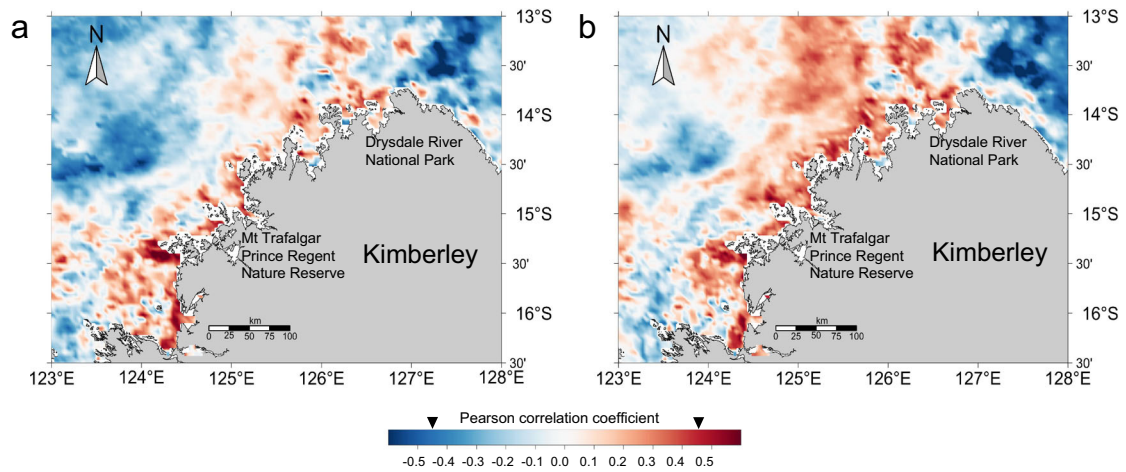 a
N
13°S
30'
14°S
30'
15°S
30'
16°S
30'
Drysdale River
National Park
Mt Trafalgar
Prince Regent
Nature Reserve
Kimberley
km
0 25 50 75 100
123°E 124°E 125°E 126°E 127°E 128°E
b
N
13°S
30'
14°S
30'
15°S
30'
16°S
30'
Drysdale River
National Park
Mt Trafalgar
Prince Regent
Nature Reserve
Kimberley
km
0 25 50 75 100
123°E 124°E 125°E 126°E 127°E 128°E
Pearson correlation coefficient
-0.5 -0.4 -0.3 -0.2 -0.1 0.0 0.1 0.2 0.3 0.4 0.5